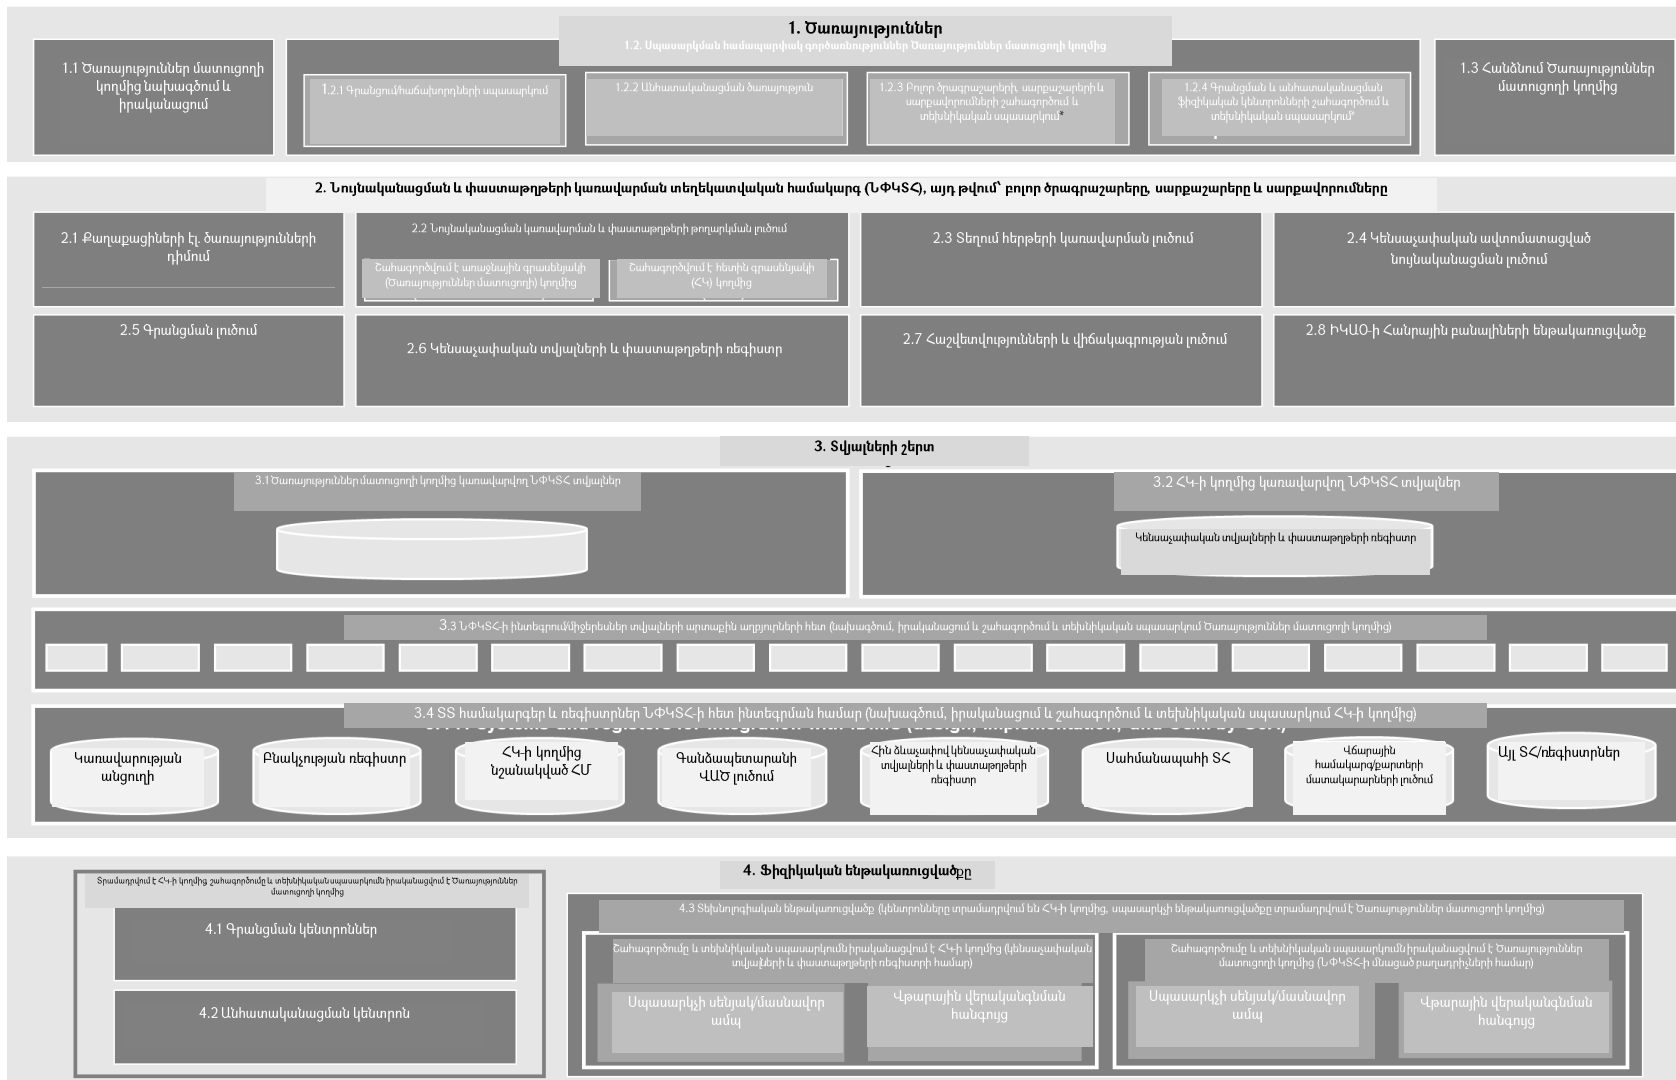 1. Ծառայություններ
1.2. Սպասարկման համապարփակ գործառնություններ Ծառայություններ մատուցողի կողմից
1.1 Ծառայություններ մատուցողի
կողմից նախագծում և
իրականացում
1.2.1 Գրանցում/հաճախորդների սպասարկում
1.2.2 Անհատականացման ծառայություն
1.2.3 Բոլոր ծրագրաշարերի, սարքաշարերի և
սարքավորումների շահագործում և
տեխնիկական սպասարկում*
1.2.4 Գրանցման և անհատականացման
ֆիզիկական կենտրոնների շահագործում և
տեխնիկական սպասարկում*
1.3 Հանձնում Ծառայություններ
մատուցողի կողմից
2. Նույնականացման և փաստաթղթերի կառավարման տեղեկատվական համակարգ (ՆՓԿՏՀ), այդ թվում՝ բոլոր ծրագրաշարերը, սարքաշարերը և սարքավորումները
2.1 Քաղաքացիների էլ. ծառայությունների
դիմում
2.2 Նույնականացման կառավարման և փաստաթղթերի թողարկման լուծում
Շահագործվում է առաջնային գրասենյակի
(Ծառայություններ մատուցողի) կողմից
Շահագործվում է հետին գրասենյակի
(ՀԿ) կողմից
2.3 Տեղում հերթերի կառավարման լուծում
2.4 Կենսաչափական ավտոմատացված
նույնականացման լուծում
2.5 Գրանցման լուծում
2.6 Կենսաչափական տվյալների և փաստաթղթերի ռեգիստր
2.7 Հաշվետվությունների և վիճակագրության լուծում
2.8 ԻԿԱՕ-ի Հանրային բանալիների ենթակառուցվածք
3. Տվյալների շերտ
3.1 Ծառայություններ մատուցողի կողմից կառավարվող ՆՓԿՏՀ տվյալներ
3.2 ՀԿ-ի կողմից կառավարվող ՆՓԿՏՀ տվյալներ
Կենսաչափական տվյալների և փաստաթղթերի ռեգիստր
3.3 ՆՓԿՏՀ-ի ինտեգրում/միջերեսներ տվյալների արտաքին աղբյուրների հետ (նախագծում, իրականացում և շահագործում և տեխնիկական սպասարկում Ծառայություններ մատուցողի կողմից)
3.4 ՏՏ համակարգեր և ռեգիստրներ ՆՓԿՏՀ-ի հետ ինտեգրման համար (նախագծում, իրականացում և շահագործում և տեխնիկական սպասարկում ՀԿ-ի կողմից)
Կառավարության
անցուղի
Բնակչության ռեգիստր
ՀԿ-ի կողմից
նշանակված ՀՄ
Գանձապետարանի
ՎԱԾ լուծում
Հին ձևաչափով կենսաչափական
տվյալների և փաստաթղթերի
ռեգիստր
Սահմանապահի ՏՀ
Վճարային
համակարգ/քարտերի
մատակարարների լուծում
Այլ ՏՀ/ռեգիստրներ
4. Ֆիզիկական ենթակառուցվածքը
Տրամադրվում է ՀԿ-ի կողմից, շահագործումը և տեխնիկական սպասարկումն իրականացվում է Ծառայություններ
մատուցողի կողմից
4.1 Գրանցման կենտրոններ
4.2 Անհատականացման կենտրոն
4.3 Տեխնոլոգիական ենթակառուցվածք (կենտրոնները տրամադրվում են ՀԿ-ի կողմից, սպասարկչի ենթակառուցվածքը տրամադրվում է Ծառայություններ մատուցողի կողմից)
Շահագործումը և տեխնիկական սպասարկումն իրականացվում է ՀԿ-ի կողմից (կենսաչափական
տվյալների և փաստաթղթերի ռեգիստրի համար)
Սպասարկչի սենյակ/մասնավոր
ամպ
Վթարային վերականգնման
հանգույց
Շահագործումը և տեխնիկական սպասարկումն իրականացվում է Ծառայություններ
մատուցողի կողմից (ՆՓԿՏՀ-ի մնացած բաղադրիչների համար)
Սպասարկչի սենյակ/մասնավոր
ամպ
Վթարային վերականգնման
հանգույց